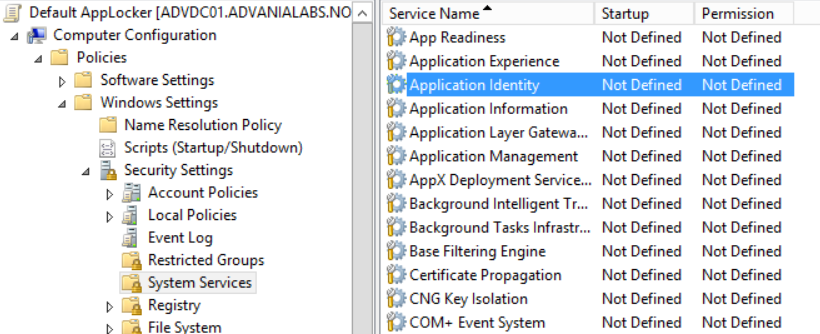 Default AppLocker [ADVDC01.ADVANIALABS.NO
Computer Configuration
Policies
Software Settings
Windows Settings
Name Resolution Policy
Scripts (Startup/Shutdown)
Security Settings
Account Policies
Local Policies
Event Log
Restricted Groups
System Services
Registry
File System
Service Name Startup Permission
App Readiness Not Defined Not Defined
Application Experience Not Defined Not Defined
Application Identity Not Defined Not Defined
Application Information Not Defined Not Defined
Application Layer Gatewa... Not Defined Not Defined
Application Management Not Defined Not Defined
AppX Deployment Service... Not Defined Not Defined
Background Intelligent Tr... Not Defined Not Defined
Background Tasks Infrastr... Not Defined Not Defined
Base Filtering Engine Not Defined Not Defined
Certificate Propagation Not Defined Not Defined
CNG Key Isolation Not Defined Not Defined
COM+ Event System Not Defined Not Defined